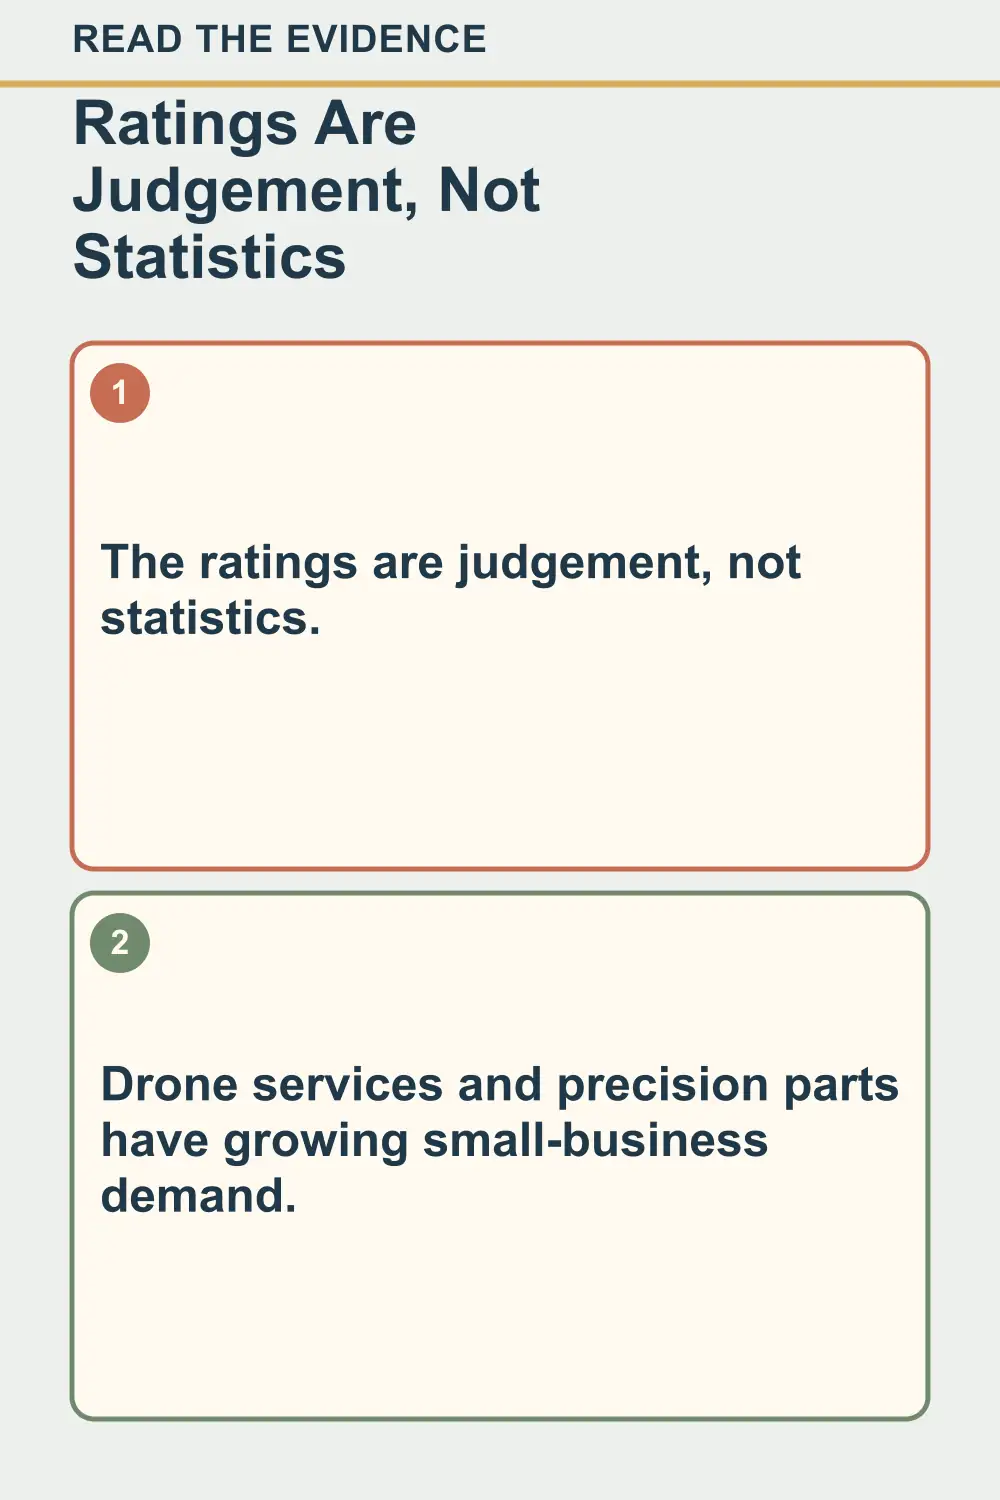 READ THE EVIDENCE
Ratings Are
Judgement, Not
Statistics
1
The ratings are judgement, not
statistics.
2
Drone services and precision parts
have growing small-business
demand.